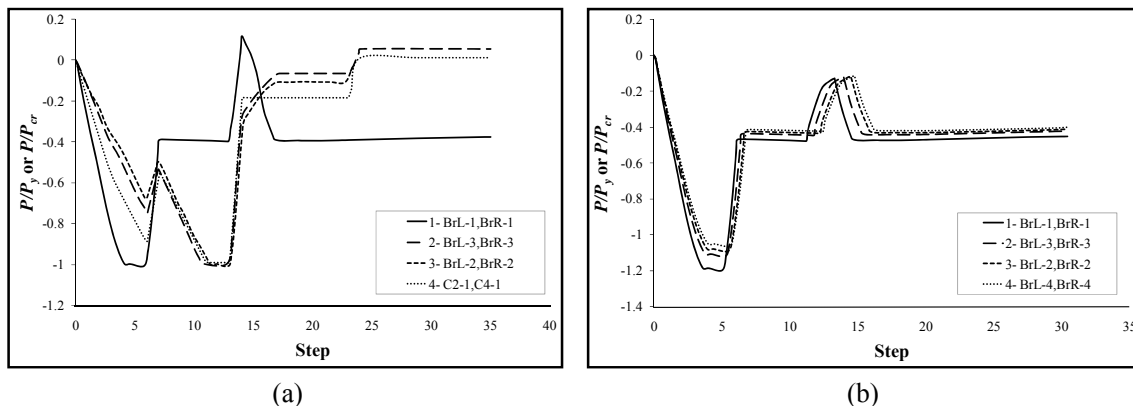 0.2
0
-0.2
-0.4
-0.6
-0.8
-1
-1.2
P/Py or P/Pcr
0 5 10 15 20 25 30 35 40
Step
1- BrL-1,BrR-1
2- BrL-3,BrR-3
3- BrL-2,BrR-2
4- C2-1,C4-1
(a)
0.2
0
-0.2
-0.4
-0.6
-0.8
-1
-1.2
-1.4
P/Py or P/Pcr
0 5 10 15 20 25 30 35
Step
1- BrL-1,BrR-1
2- BrL-3,BrR-3
3- BrL-2,BrR-2
4- BrL-4,BrR-4
(b)